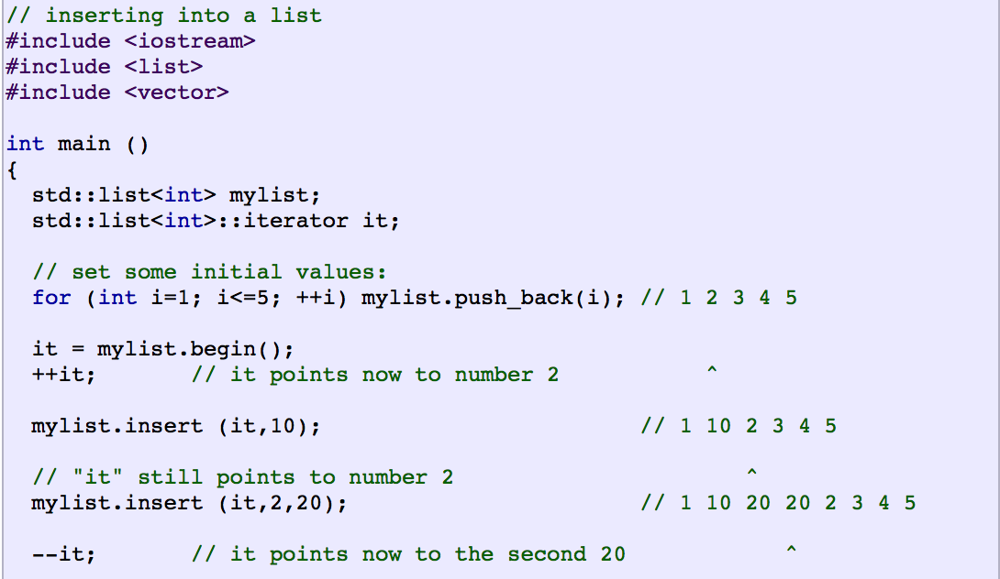 // inserting into a list
#include <iostream>
#include <list>
#include <vector>
int main ()
{
std::list<int> mylist;
std::list<int>::iterator it;
// set some initial values:
for (int i=1; i<=5; ++i) mylist.push_back(i); // 1 2 3 4 5
it = mylist.begin();
++it; // it points now to number 2 ^
mylist.insert (it,10); // 1 10 2 3 4 5
// "it" still points to number 2 ^
mylist.insert (it,2,20); // 1 10 20 20 2 3 4 5
--it; // it points now to the second 20 ^